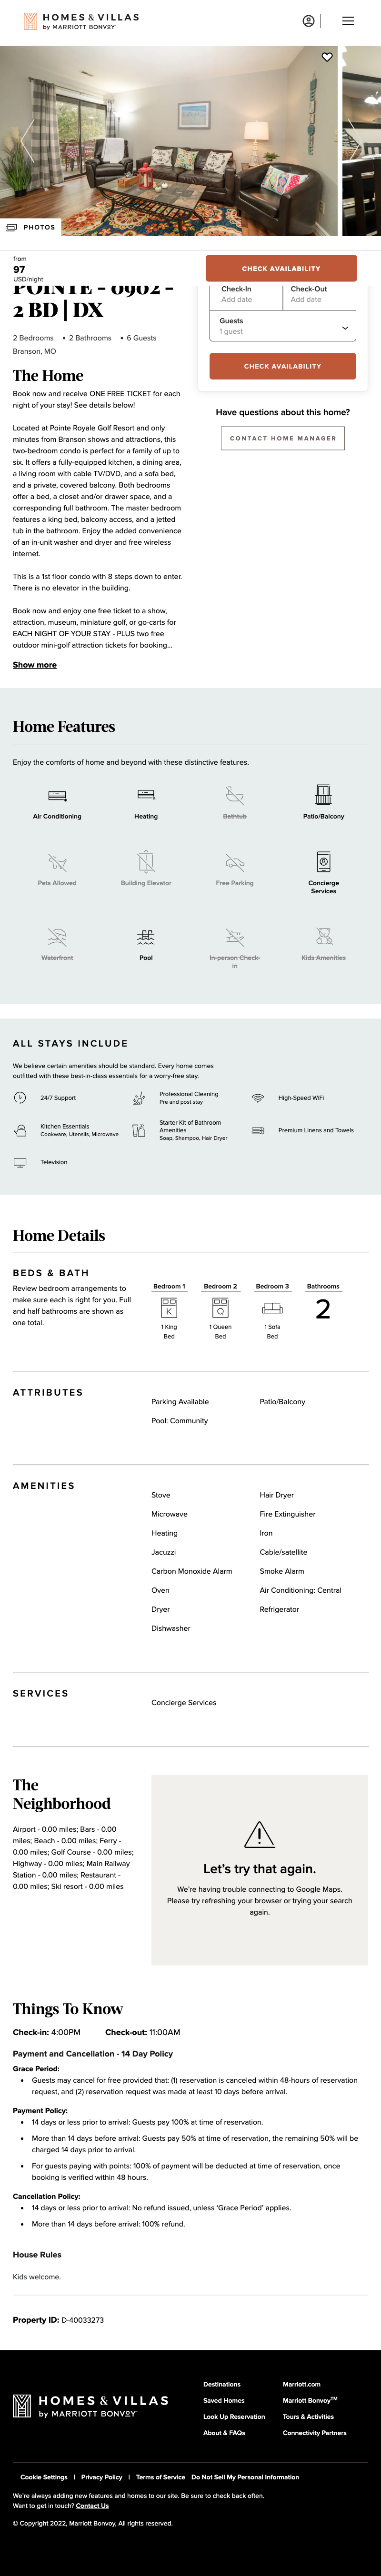 HOMES & VILLAS
by MARRIOTT BONVOY
PHOTOS
from
97
USD/night
CHECK AVAILABILITY
POINTE - 0902 -
2 BD | DX
2 Bedrooms • 2 Bathrooms • 6 Guests
Branson, MO
Check-In
Add date
Check-Out
Add date
Guests
1 guest
CHECK AVAILABILITY
Have questions about the home?
CONTACT HOME MANAGER
The Home
Book now and receive ONE FREE TICKET for each
night of your stay! See details below!
Located at Pointe Royale Golf Resort and only
minutes from Branson shows and attractions, this
two-bedroom condo is perfect for a family of up to
six. It offers a fully-equipped kitchen, a dining area,
a living room with cable TV/DVD, and a sofa bed,
and a private, covered balcony. Both bedrooms
offer a bed, a closet and/or drawer space, and a
corresponding full bathroom. The master bedroom
features a king bed, balcony access, and a jetted
tub in the bathroom. Enjoy the added convenience
of an in-unit washer and dryer and free wireless
internet.
This is a 1st floor condo with 8 steps down to enter.
There is no elevator in the building.
Book now and enjoy one free ticket to a show,
attraction, museum, miniature golf, or go-karts for
EACH NIGHT OF YOUR STAY - PLUS two free
outdoor mini-golf attraction tickets for booking...
Show more
Home Features
Enjoy the comforts of home and beyond with these distinctive features.
Air Conditioning
Heating
Bathtub
Patio/Balcony
Pets Allowed
Building Elevator
Free Parking
Concierge
Services
Waterfront
Pool
In-person Check-
in
Kids Amenities
ALL STAYS INCLUDE
We believe certain amenities should be standard. Every home comes
outfitted with these best-in-class essentials for a worry-free stay.
24/7 Support
Professional Cleaning
Pre and post stay
High-Speed WiFi
Kitchen Essentials
Cookware, Utensils, Microwave
Starter Kit of Bathroom
Amenities
Soap, Shampoo, Hair Dryer
Premium Linens and Towels
Television
Home Details
BEDS & BATH
Review bedroom arrangements to
make sure each is right for you. Full
and half bathrooms are shown as
one total.
Bedroom 1
K
1 King
Bed
Bedroom 2
Q
1 Queen
Bed
Bedroom 3
1 Sofa
Bed
Bathrooms
2
ATTRIBUTES
Parking Available
Patio/Balcony
Pool: Community
AMENITIES
Stove
Hair Dryer
Microwave
Fire Extinguisher
Heating
Iron
Jacuzzi
Cable/satellite
Carbon Monoxide Alarm
Smoke Alarm
Oven
Air Conditioning: Central
Dryer
Refrigerator
Dishwasher
SERVICES
Concierge Services
The
Neighborhood
Airport - 0.00 miles; Bars - 0.00
miles; Beach - 0.00 miles; Ferry -
0.00 miles; Golf Course - 0.00 miles;
Highway - 0.00 miles; Main Railway
Station - 0.00 miles; Restaurant -
0.00 miles; Ski resort - 0.00 miles
Let's try that again.
We're having trouble connecting to Google Maps.
Please try refreshing your browser or trying your search
again.
Things To Know
Check-in: 4:00PM Check-out: 11:00AM
Payment and Cancellation - 14 Day Policy
Grace Period:
• Guests may cancel for free provided that: (1) reservation is canceled within 48-hours of reservation
request, and (2) reservation request was made at least 10 days before arrival.
Payment Policy:
• 14 days or less prior to arrival: Guests pay 100% at time of reservation.
• More than 14 days before arrival: Guests pay 50% at time of reservation, the remaining 50% will be
charged 14 days prior to arrival.
• For guests paying with points: 100% of payment will be deducted at time of reservation, once
booking is verified within 48 hours.
Cancellation Policy:
• 14 days or less prior to arrival: No refund issued, unless 'Grace Period' applies.
• More than 14 days before arrival: 100% refund.
House Rules
Kids welcome.
Property ID: D-40033273
HOMES & VILLAS
by MARRIOTT BONVOY
Destinations
Saved Homes
Look Up Reservation
About & FAQs
Marriott.com
Marriott Bonvoy™
Tours & Activities
Connectivity Partners
Cookie Settings | Privacy Policy | Terms of Service Do Not Sell My Personal Information
We're always adding new features and homes to our site. Be sure to check back often.
Want to get in touch? Contact Us
© Copyright 2022, Marriott Bonvoy, All rights reserved.